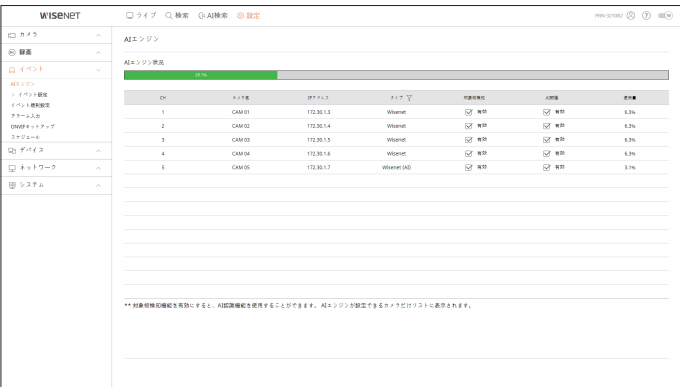 WISENET
ライブ 検索 AI検索 設定
カメラ
録画
イベント
AIエンジン
イベント設定
イベント規制設定
アラーム入力
ONVIFセットアップ
スケジュール
デバイス
ネットワーク
システム
AIエンジン
AIエンジン状況
CH カメラ名 IPアドレス タイプ 対象物検知 AI認識 使用量
1 CAM 01 172.30.1.3 Wisenet 有効 有効 6.3%
2 CAM 02 172.30.1.4 Wisenet 有効 有効 6.3%
3 CAM 03 172.30.1.5 Wisenet 有効 有効 6.3%
4 CAM 04 172.30.1.6 Wisenet 有効 有効 6.3%
5 CAM 05 172.30.1.7 Wisenet (AI) 有効 有効 3.1%
** 対象物検知機能を有効にすると、AI認識機能を使用することができます。 AIエンジンが設定できるカメラだけリストに表示されます。